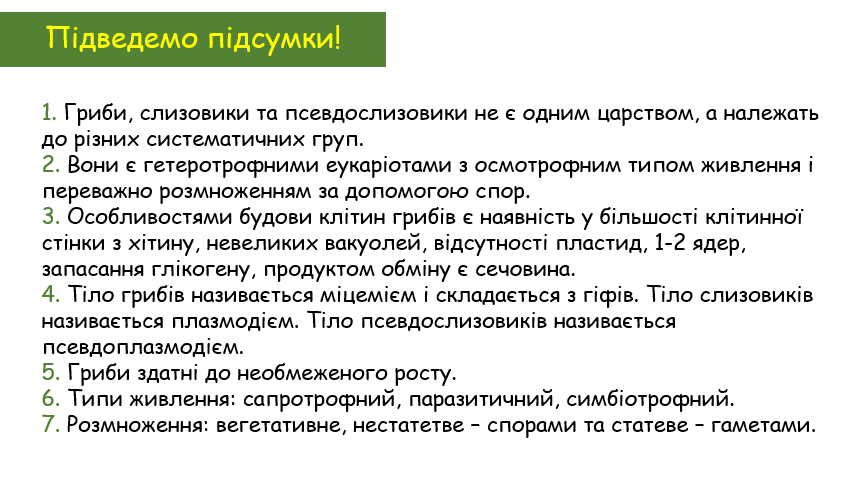 Підведемо підсумки!
1. Гриби, слизовики та псевдослизовики не є одним царством, а належать
до різних систематичних груп.
2. Вони є гетеротрофними еукаріотами з осмотрофним типом живлення і
переважно розмноженням за допомогою спор.
3. Особливостями будови клітин грибів є наявність у більшості клітинної
стінки з хітину, невеликих вакуолей, відсутності пластид, 1-2 ядер,
запасання глікогену, продуктом обміну є сечовина.
4. Тіло грибів називається міцемієм і складається з гіфів. Тіло слизовиків
називається плазмодієм. Тіло псевдослизовиків називається
псевдоплазмодієм.
5. Гриби здатні до необмеженого росту.
6. Типи живлення: сапротрофний, паразитичний, симбіотрофний.
7. Розмноження: вегетативне, нестатетве – спорами та статеве – гаметами.